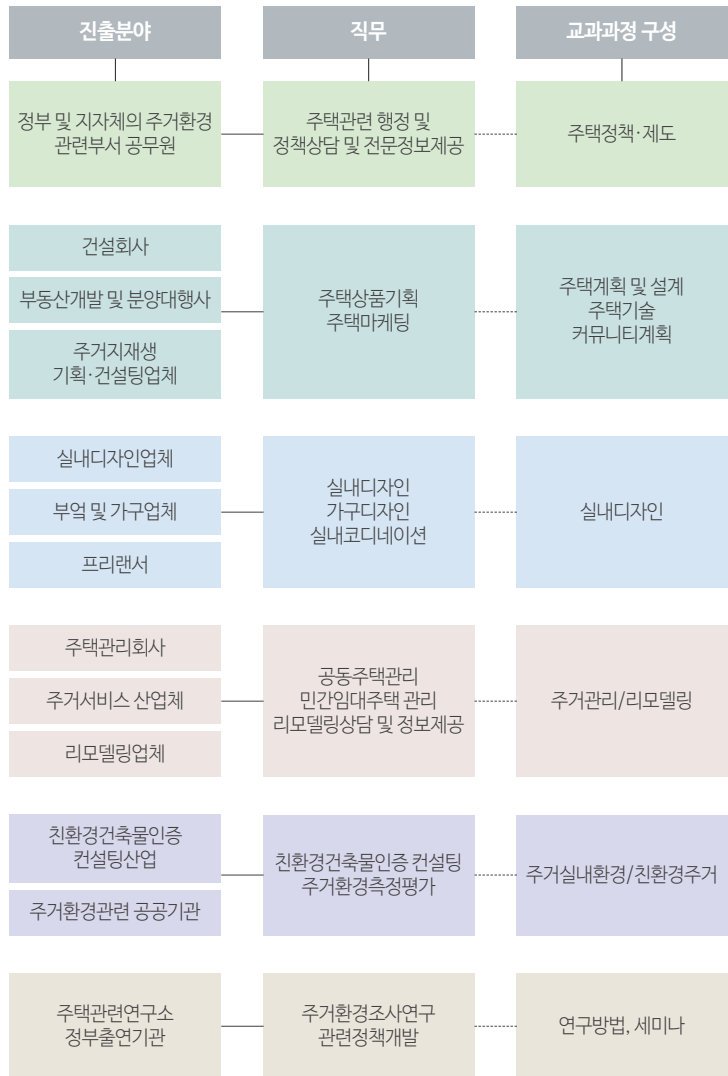 진출분야
직무
교과과정 구성
정부 및 지자체의 주거환경
관련부서 공무원
주택관련 행정 및
정책상담 및 전문정보제공
주택정책·제도
건설회사
부동산개발 및 분양대행사
주거지재생
기획·건설팅업체
주택상품기획
주택마케팅
주택계획 및 설계
주택기술
커뮤니티계획
실내디자인업체
부엌 및 가구업체
프리랜서
실내디자인
가구디자인
실내코디네이션
실내디자인
주택관리회사
주거서비스 산업체
리모델링업체
공동주택관리
민간임대주택 관리
리모델링상담 및 정보제공
주거관리/리모델링
친환경건축물인증
컨설팅산업
주거환경관련 공공기관
친환경건축물인증 컨설팅
주거환경측정평가
주거실내환경/친환경주거
주택관련연구소
정부출연기관
주거환경조사연구
관련정책개발
연구방법, 세미나